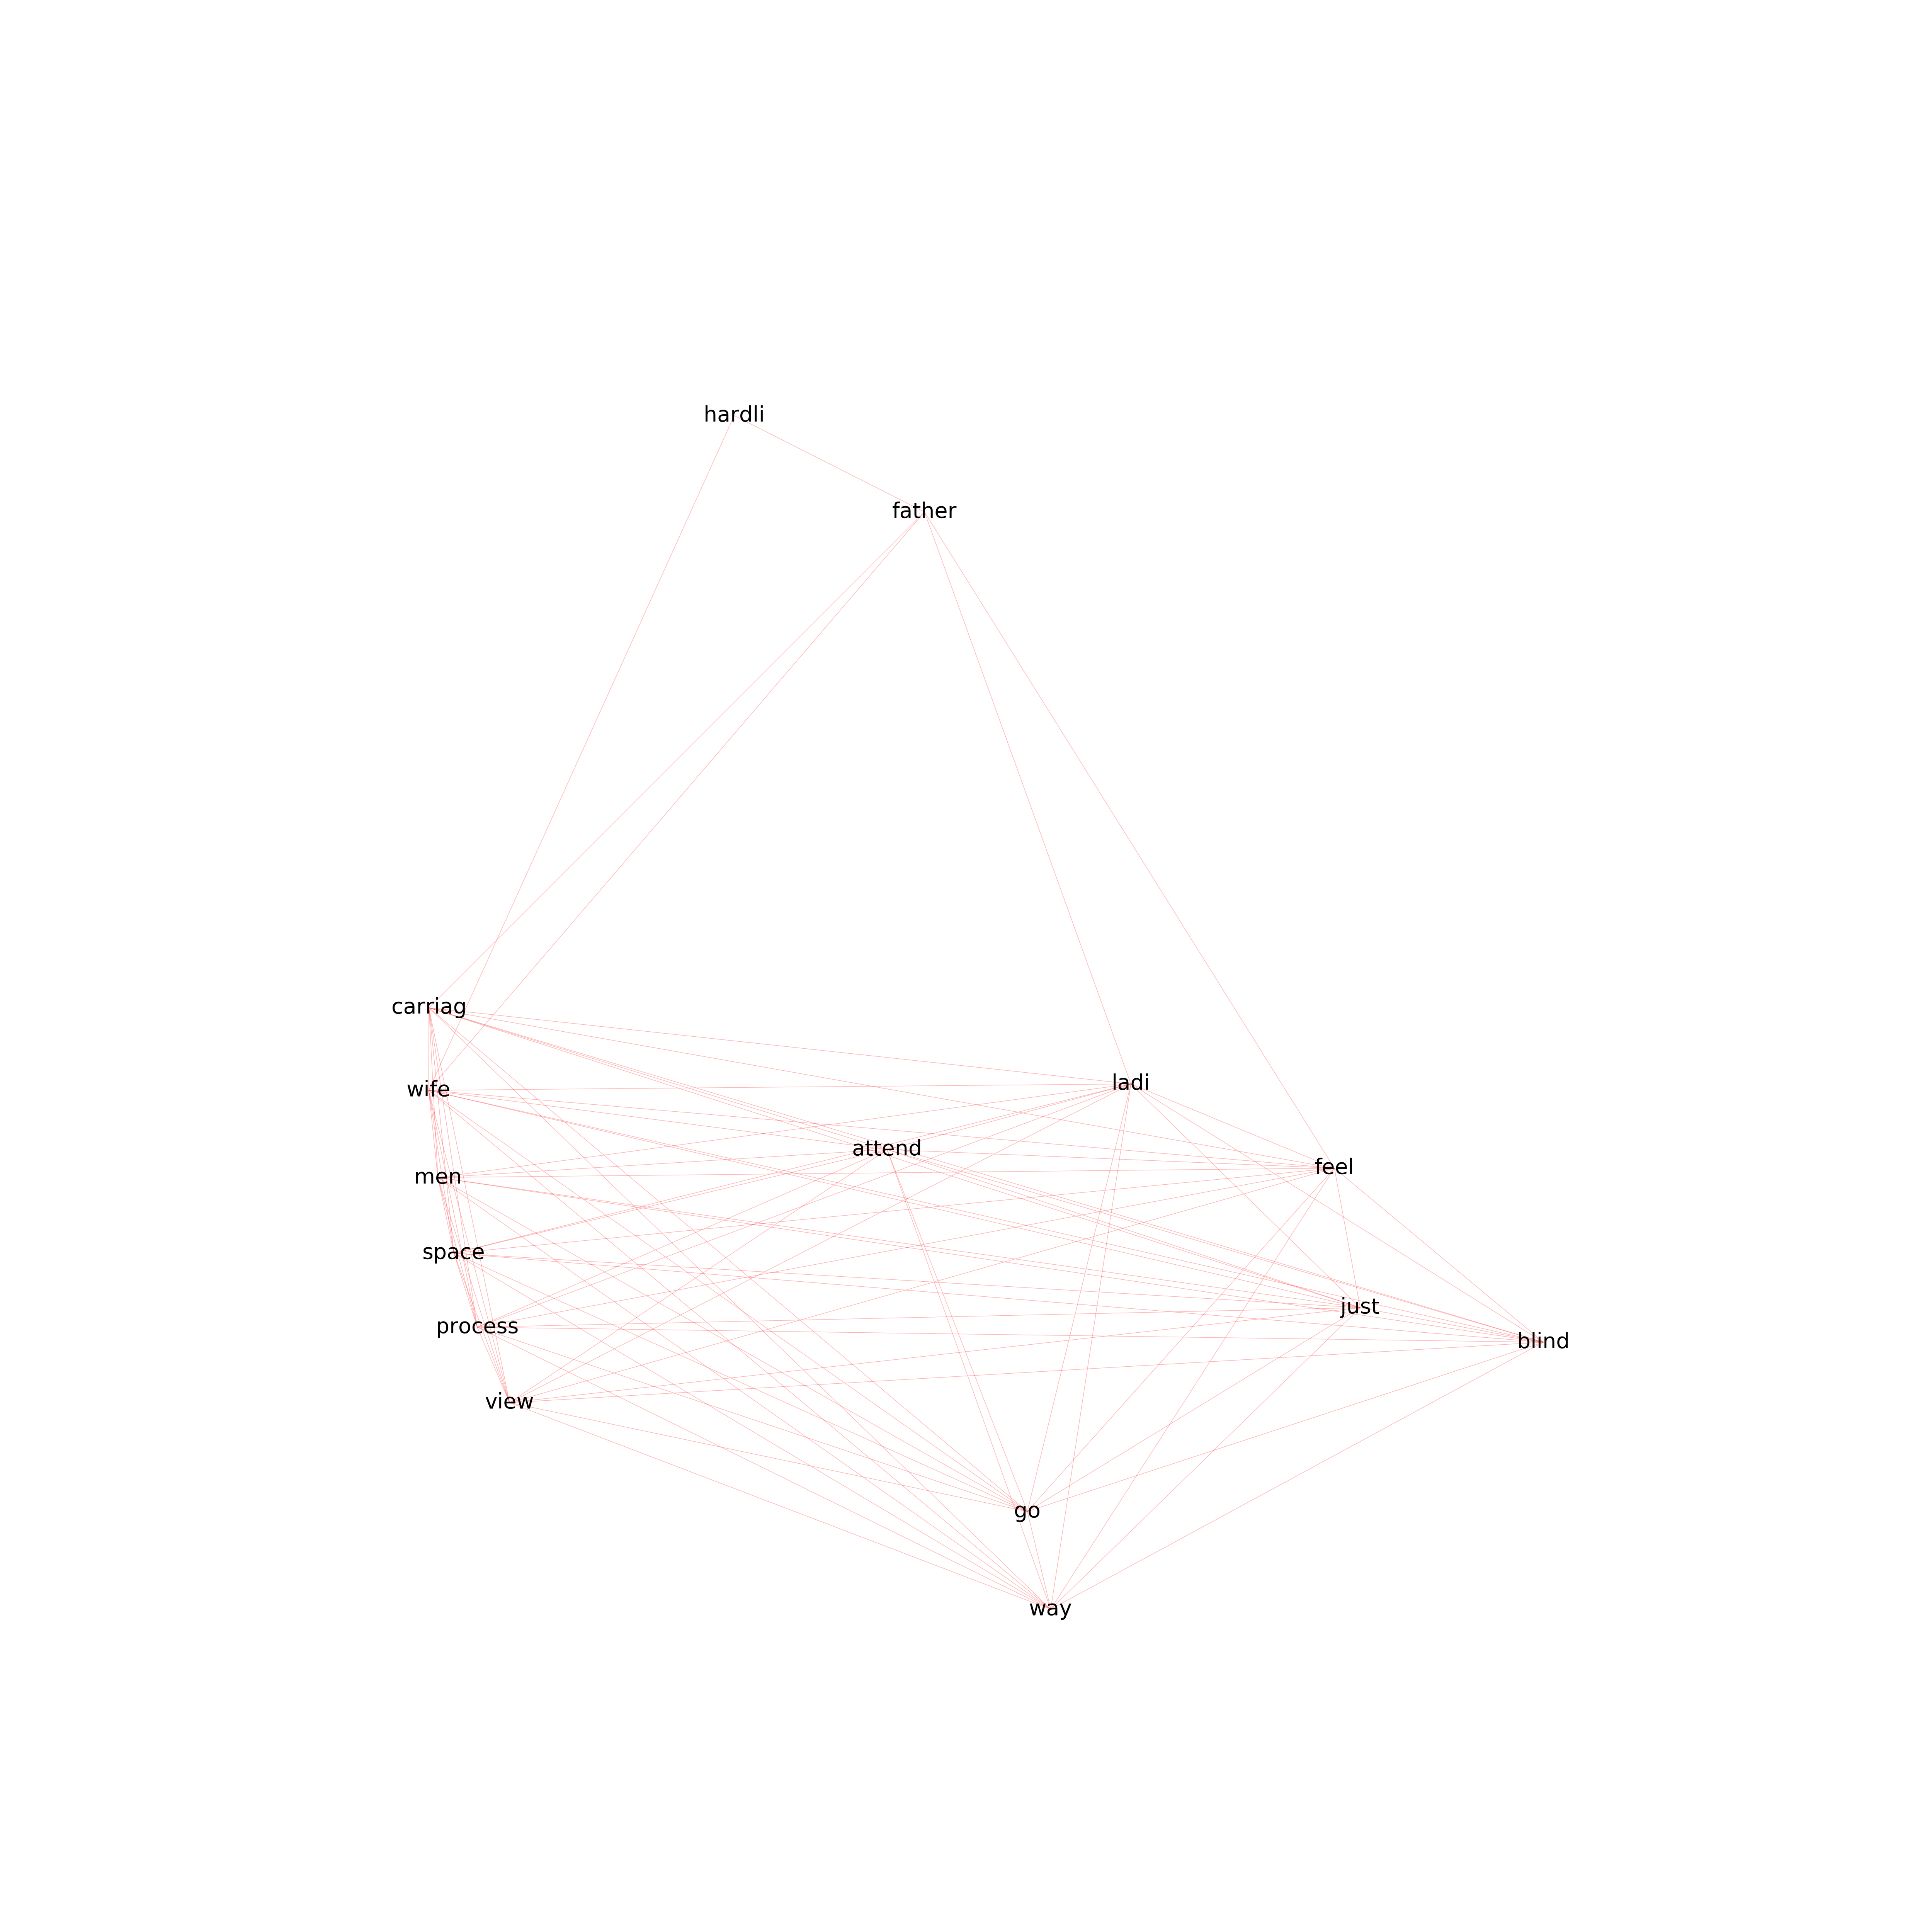 hardli
father
carriag
ladi
wife
attend
feel
men
space
just
process
blind
view
go
way